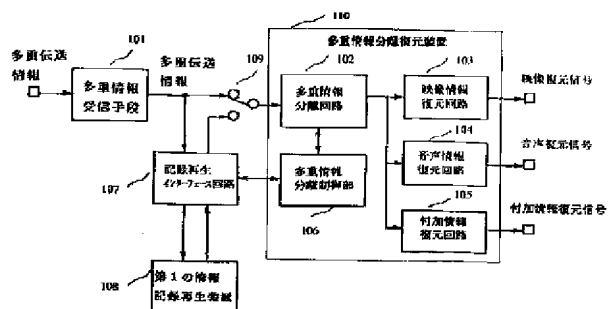 110
多重情報分離復元装置
101
多重伝送
情報
多重情報
受信手段
多重伝送
情報
109
102
多重情報
分離回路
103
映像情報
復元回路
映像復元信号
104
音声情報
復元回路
音声復元信号
105
付加情報
復元回路
付加情報復元信号
107
記録再生
インターフェース回路
多重情報
分離制御部
106
108
第1の情報
記録再生装置